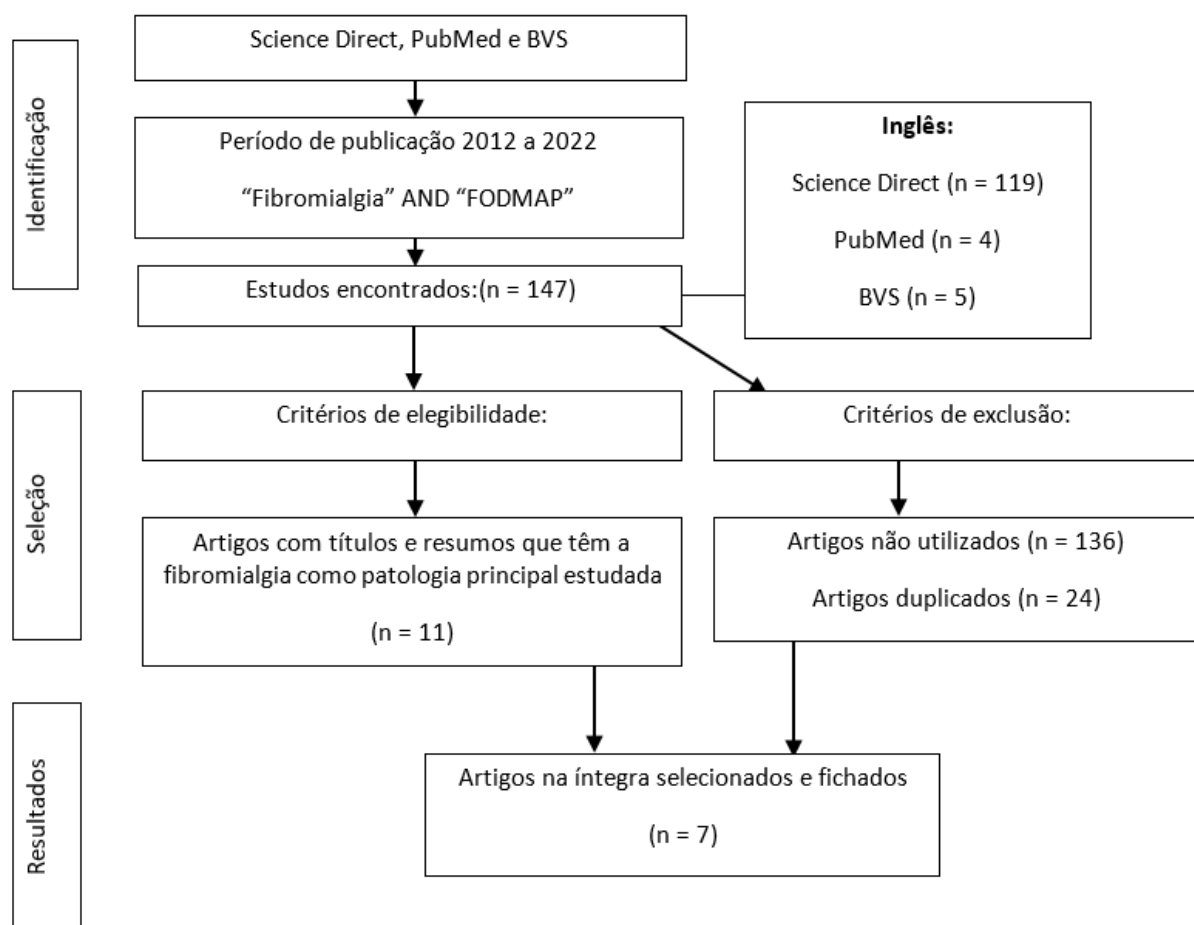 Identificação
Science Direct, PubMed e BVS
Período de publicação 2012 a 2022
“Fibromialgia” AND “FODMAP”
Estudos encontrados:(n = 147)
Inglês:
Science Direct (n = 119)
PubMed (n = 4)
BVS (n = 5)
Seleção
Critérios de elegibilidade:
Critérios de exclusão:
Artigos com títulos e resumos que têm a
fibromialgia como patologia principal estudada
(n = 11)
Artigos não utilizados (n = 136)
Artigos duplicados (n = 24)
Resultados
Artigos na íntegra selecionados e fichados
(n = 7)